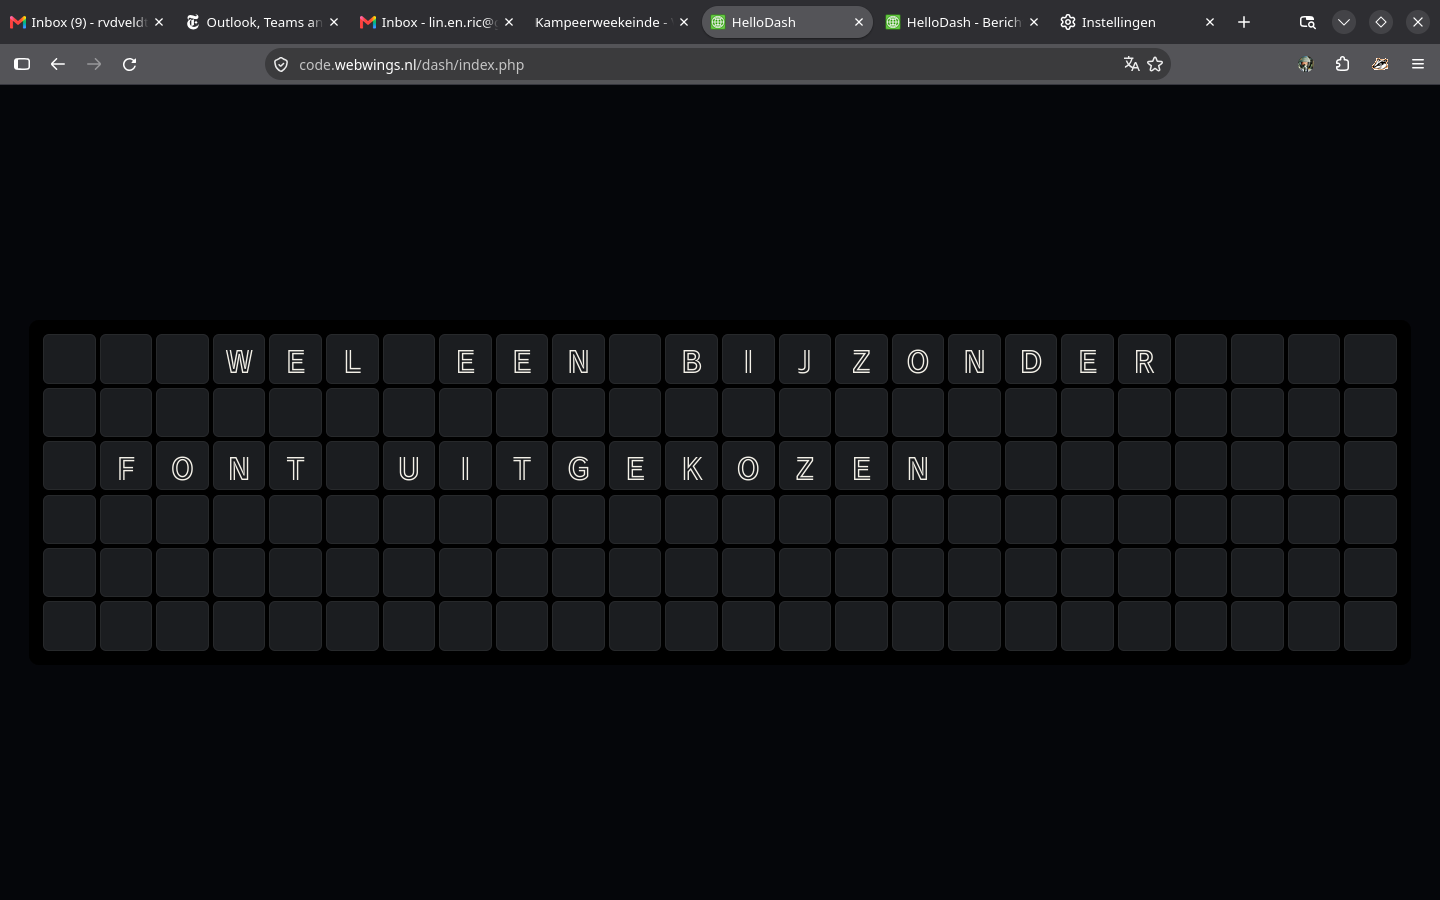 Inbox (9) - rvdveldt
Outlook, Teams an
Inbox - lin.en.ric@g
Kampeerweekeinde -
HelloDash
HelloDash - Berich
Instellingen
code.webwings.nl/dash/index.php
WEL EEN BIJZONDER
FONT UITGEKOZEN